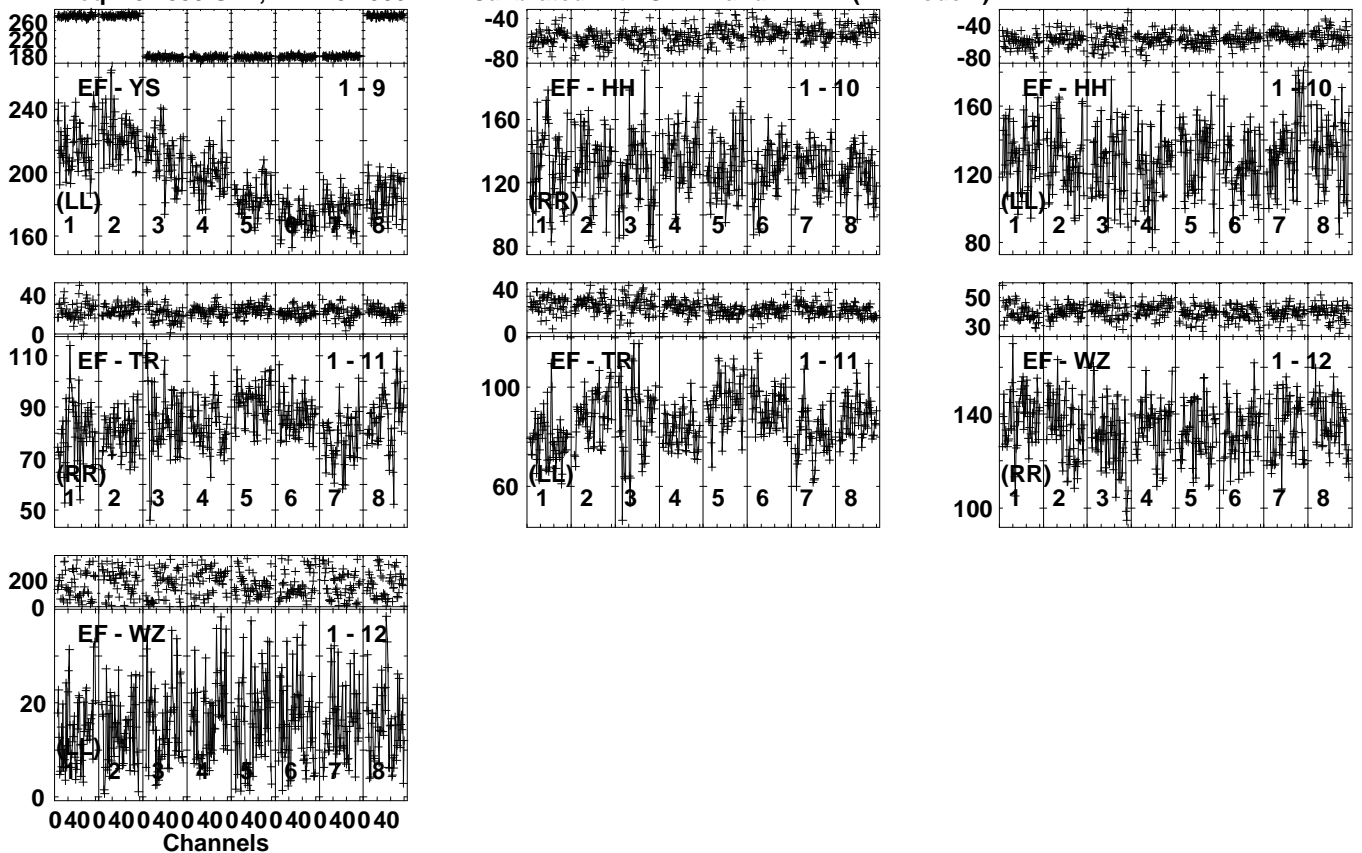 260
220
180
EF - YS 1 - 9
240
200
160
(LL)
1 2 3 4 5 6 7 8
-40
-80
EF - HH 1 - 10
160
120
80
(RR)
1 2 3 4 5 6 7 8
-40
-80
EF - HH 1 - 10
160
120
80
(LL)
1 2 3 4 5 6 7 8
40
0
EF - TR 1 - 11
110
90
70
50
(RR)
1 2 3 4 5 6 7 8
40
0
EF - TR 1 - 11
100
60
(LL)
1 2 3 4 5 6 7 8
50
30
EF - WZ 1 - 12
140
100
(RR)
1 2 3 4 5 6 7 8
200
0
EF - WZ 1 - 12
20
0
(LL)
1 2 3 4 5 6 7 8
0 40 0 40 0 40 0 40 0 40 0 40 0 40 0 40
Channels